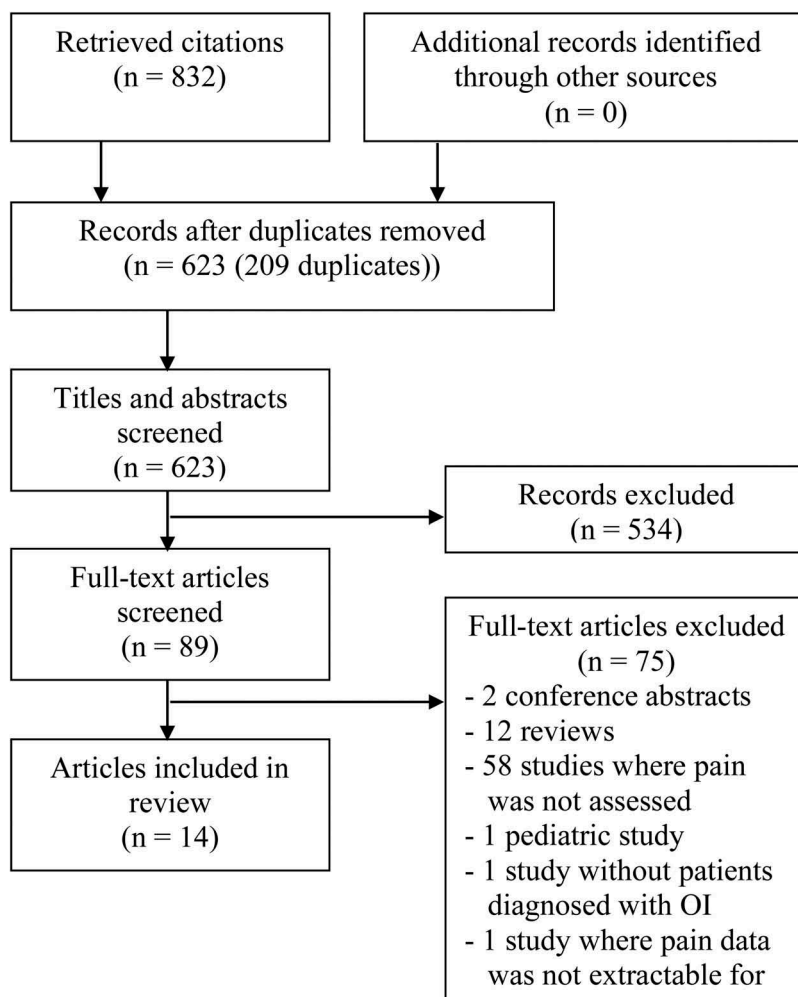 Retrieved citations
(n = 832)
Additional records identified
through other sources
(n = 0)
Records after duplicates removed
(n = 623 (209 duplicates))
Titles and abstracts
screened
(n = 623)
Records excluded
(n = 534)
Full-text articles
screened
(n = 89)
Full-text articles excluded
(n = 75)
- 2 conference abstracts
- 12 reviews
- 58 studies where pain
was not assessed
- 1 pediatric study
- 1 study without patients
diagnosed with OI
- 1 study where pain data
was not extractable for
Articles included in
review
(n = 14)